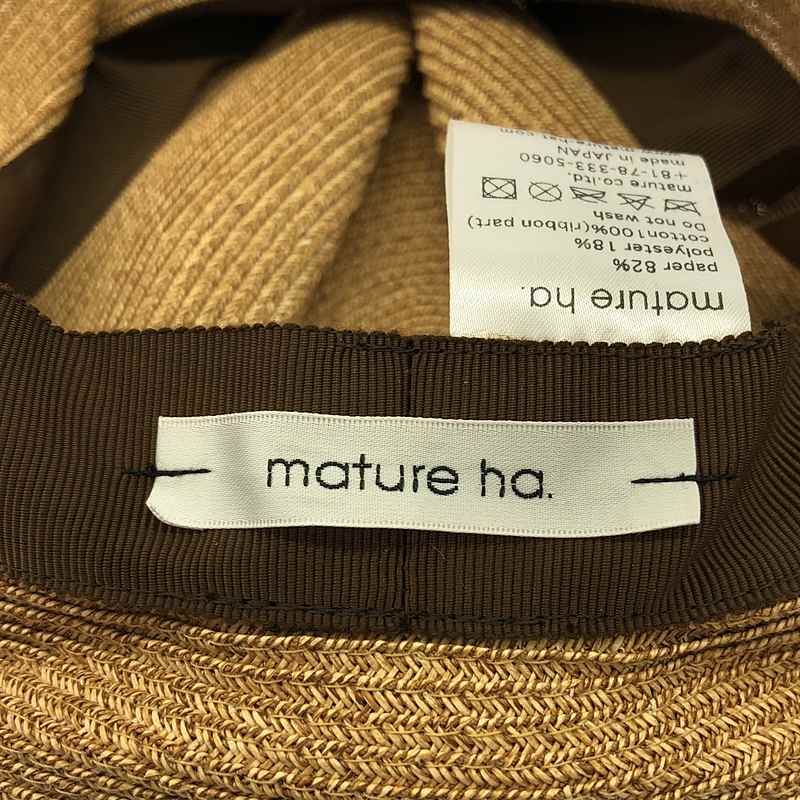 mature ha.
mature ha.
paper 82%
polyester 18%
cotton100%(ribbon part)
Do not wash
mature co.ltd.
+81-78-333-5060
made in JAPAN